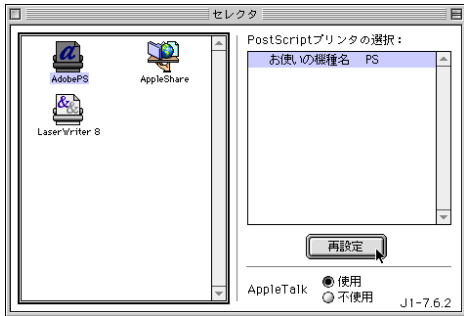 セレクタ
AdobePS
AppleShare
LaserWriter 8
PostScriptプリンタの選択：
お使いの機種名 PS
再設定
AppleTalk
使用
不使用
J1-7.6.2